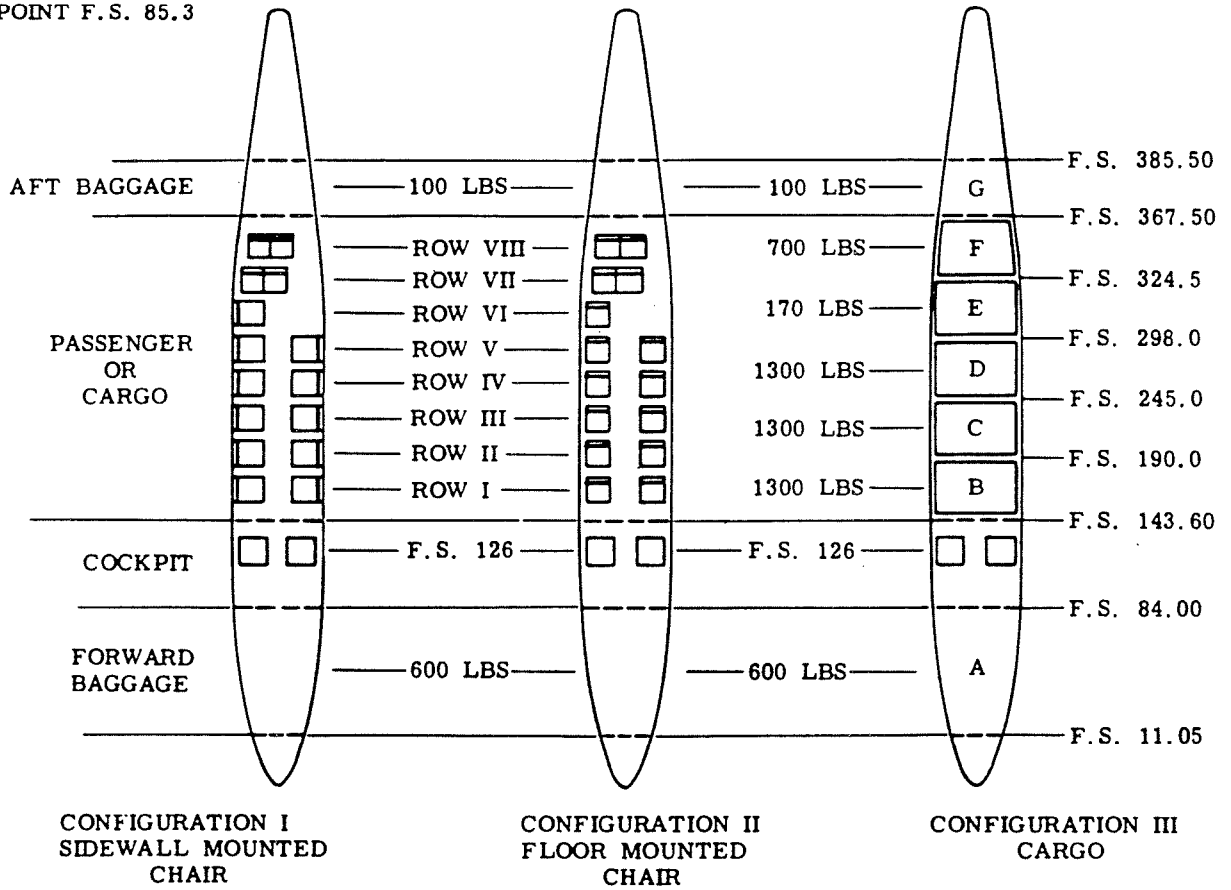 POINT F.S. 85.3
F.S. 385.50
AFT BAGGAGE
100 LBS
100 LBS
G
F.S. 367.50
ROW VIII
700 LBS
F
ROW VII
F.S. 324.5
ROW VI
170 LBS
E
PASSENGER
OR
CARGO
ROW V
F.S. 298.0
ROW IV
1300 LBS
D
F.S. 245.0
ROW III
1300 LBS
C
ROW II
F.S. 190.0
ROW I
1300 LBS
B
F.S. 143.60
COCKPIT
F.S. 126
F.S. 126
F.S. 84.00
FORWARD
BAGGAGE
600 LBS
600 LBS
A
F.S. 11.05
CONFIGURATION I
SIDEWALL MOUNTED
CHAIR
CONFIGURATION II
FLOOR MOUNTED
CHAIR
CONFIGURATION III
CARGO